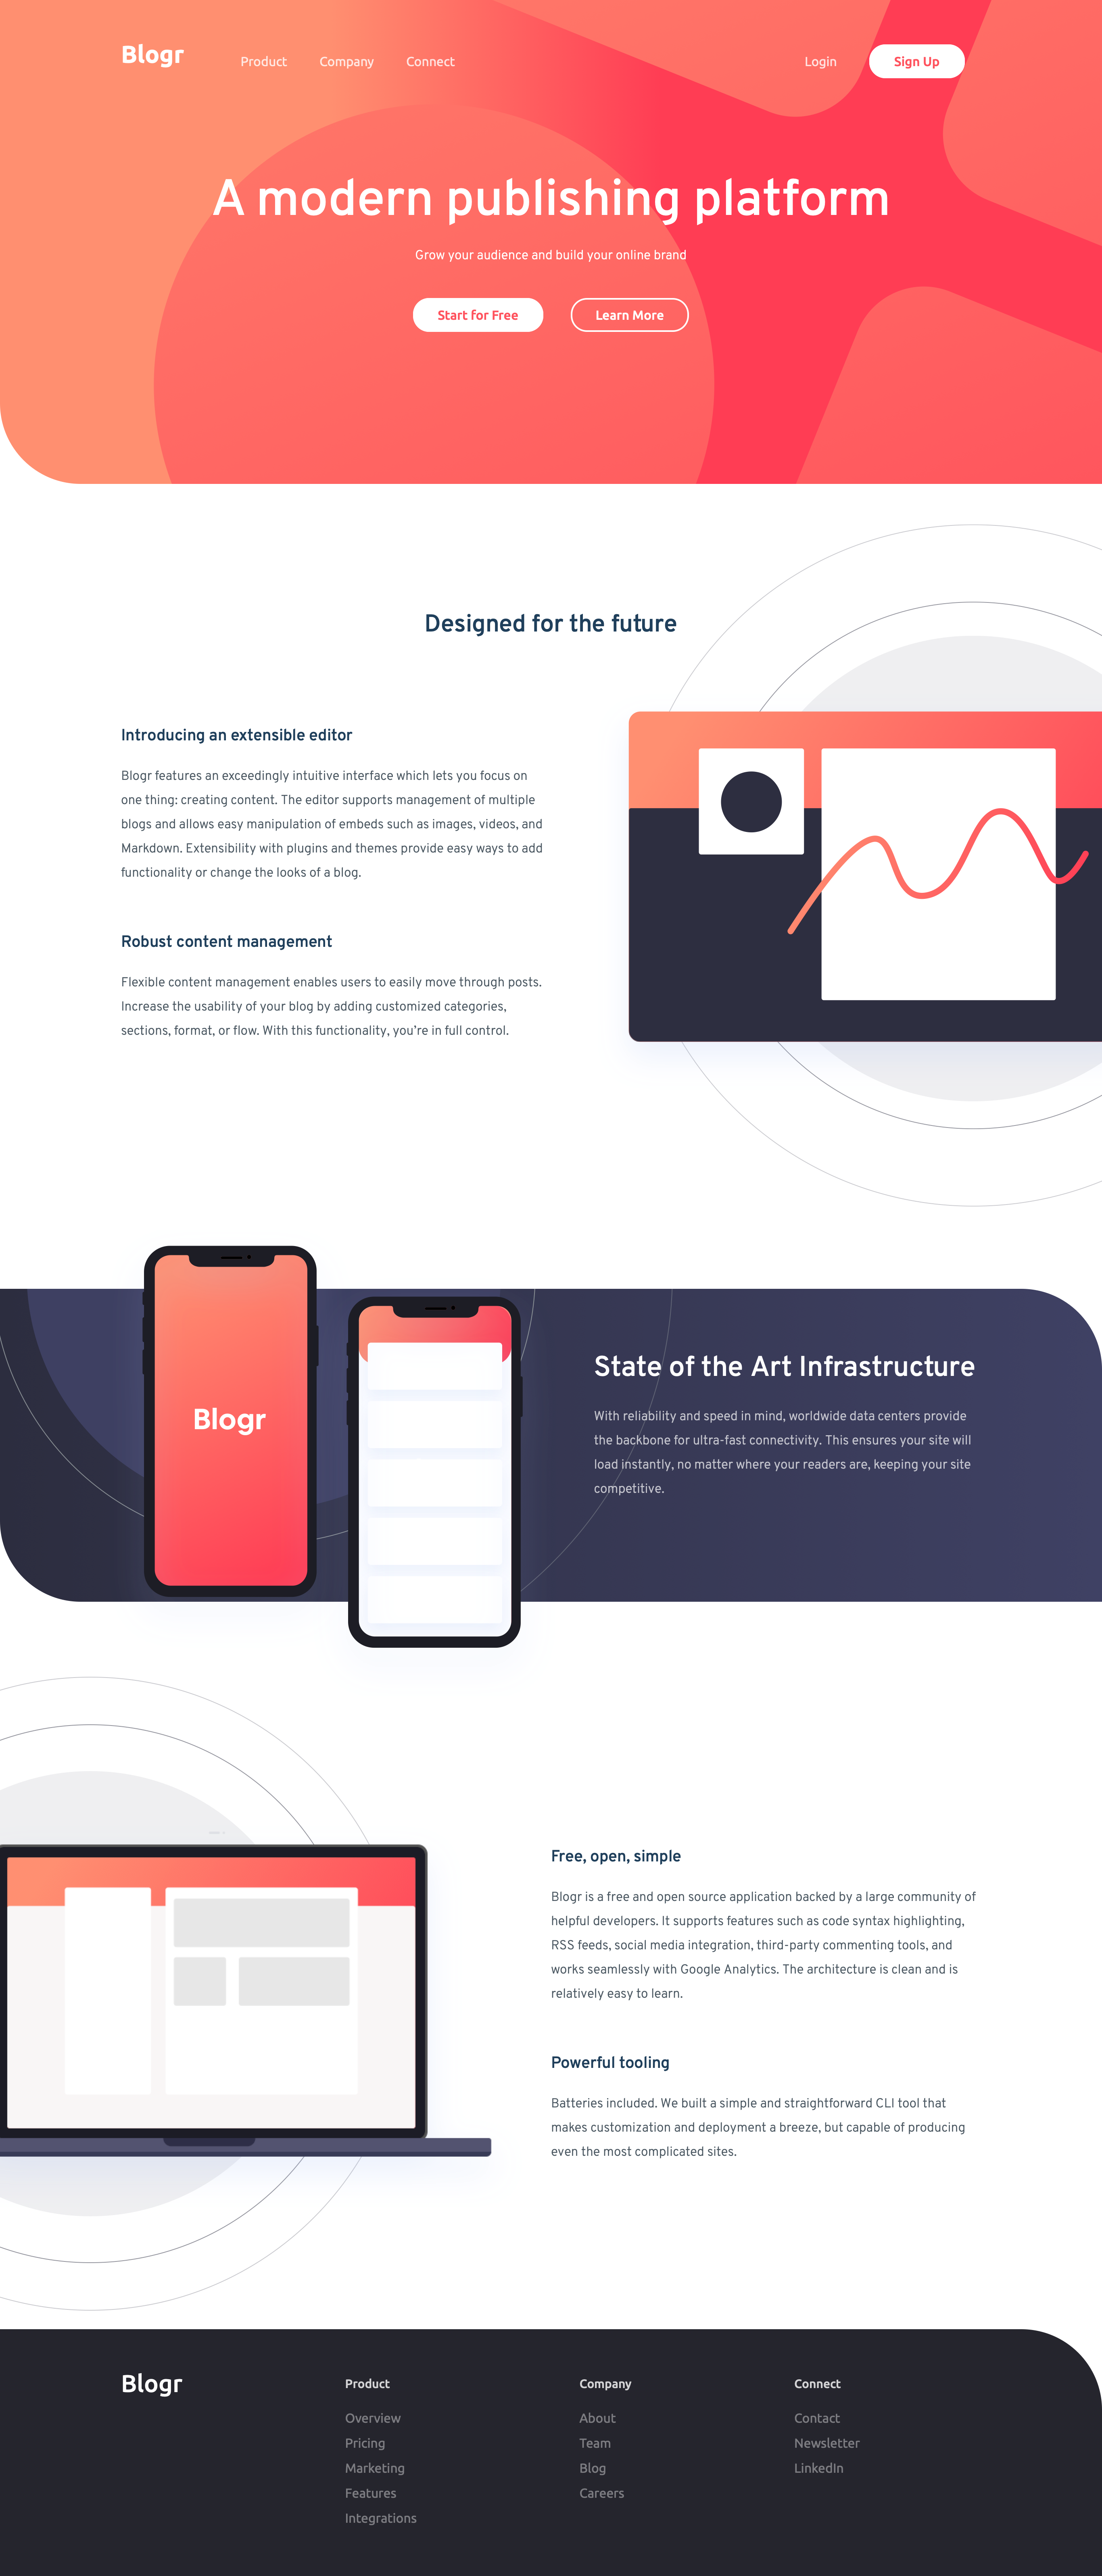 Blogr
Product
Company
Connect
Login
Sign Up
A modern publishing platform
Grow your audience and build your online brand
Start for Free
Learn More
Designed for the future
Introducing an extensible editor
Blogr features an exceedingly intuitive interface which lets you focus on
one thing: creating content. The editor supports management of multiple
blogs and allows easy manipulation of embeds such as images, videos, and
Markdown. Extensibility with plugins and themes provide easy ways to add
functionality or change the looks of a blog.
Robust content management
Flexible content management enables users to easily move through posts.
Increase the usability of your blog by adding customized categories,
sections, format, or flow. With this functionality, you're in full control.
Blogr
State of the Art Infrastructure
With reliability and speed in mind, worldwide data centers provide
the backbone for ultra-fast connectivity. This ensures your site will
load instantly, no matter where your readers are, keeping your site
competitive.
Free, open, simple
Blogr is a free and open source application backed by a large community of
helpful developers. It supports features such as code syntax highlighting,
RSS feeds, social media integration, third-party commenting tools, and
works seamlessly with Google Analytics. The architecture is clean and is
relatively easy to learn.
Powerful tooling
Batteries included. We built a simple and straightforward CLI tool that
makes customization and deployment a breeze, but capable of producing
even the most complicated sites.
Blogr
Product
Overview
Pricing
Marketing
Features
Integrations
Company
About
Team
Blog
Careers
Connect
Contact
Newsletter
LinkedIn